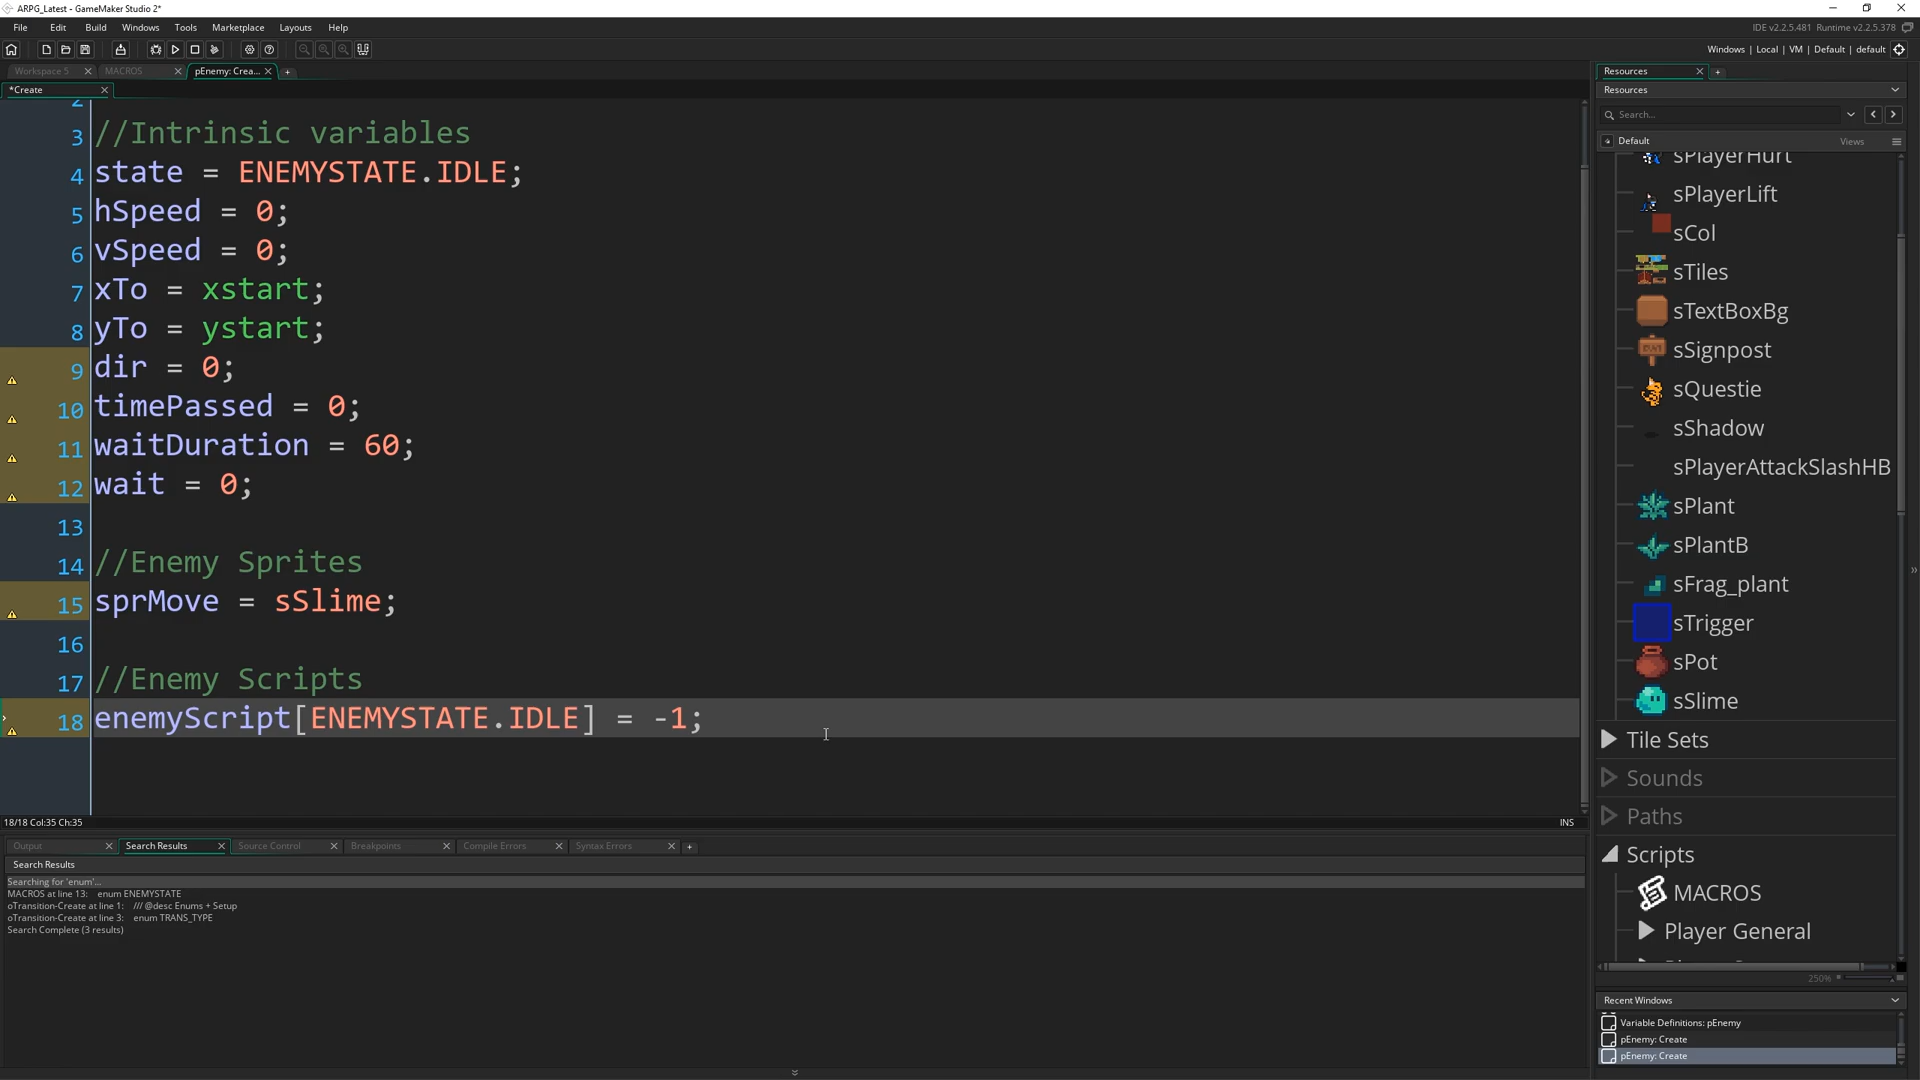 ARPG_Latest - GameMaker Studio 2*
File Edit Build Windows Tools Marketplace Layouts Help
IDE v2.2.5.481 Runtime v2.2.5.378
Windows | Local | VM | Default | default
Workspace 5 MACROS pEnemy: Crea...
*Create
2
3 //Intrinsic variables
4 state = ENEMYSTATE.IDLE;
5 hSpeed = 0;
6 vSpeed = 0;
7 xTo = xstart;
8 yTo = ystart;
9 dir = 0;
10 timePassed = 0;
11 waitDuration = 60;
12 wait = 0;
13
14 //Enemy Sprites
15 sprMove = sSlime;
16
17 //Enemy Scripts
18 enemyScript[ENEMYSTATE.IDLE] = -1;
18/18 Col:35 Ch:35
INS
Output Search Results Source Control Breakpoints Compile Errors Syntax Errors
Search Results
Searching for 'enum'...
MACROS at line 13: enum ENEMYSTATE
oTransition-Create at line 1: /// @desc Enums + Setup
oTransition-Create at line 3: enum TRANS_TYPE
Search Complete (3 results)
Resources
Resources
Search...
Default Views
sPlayerHurt
sPlayerLift
sCol
sTiles
sTextBoxBg
sSignpost
sQuestie
sShadow
sPlayerAttackSlashHB
sPlant
sPlantB
sFrag_plant
sTrigger
sPot
sSlime
Tile Sets
Sounds
Paths
Scripts
MACROS
Player General
250%
Recent Windows
Variable Definitions: pEnemy
pEnemy: Create
pEnemy: Create